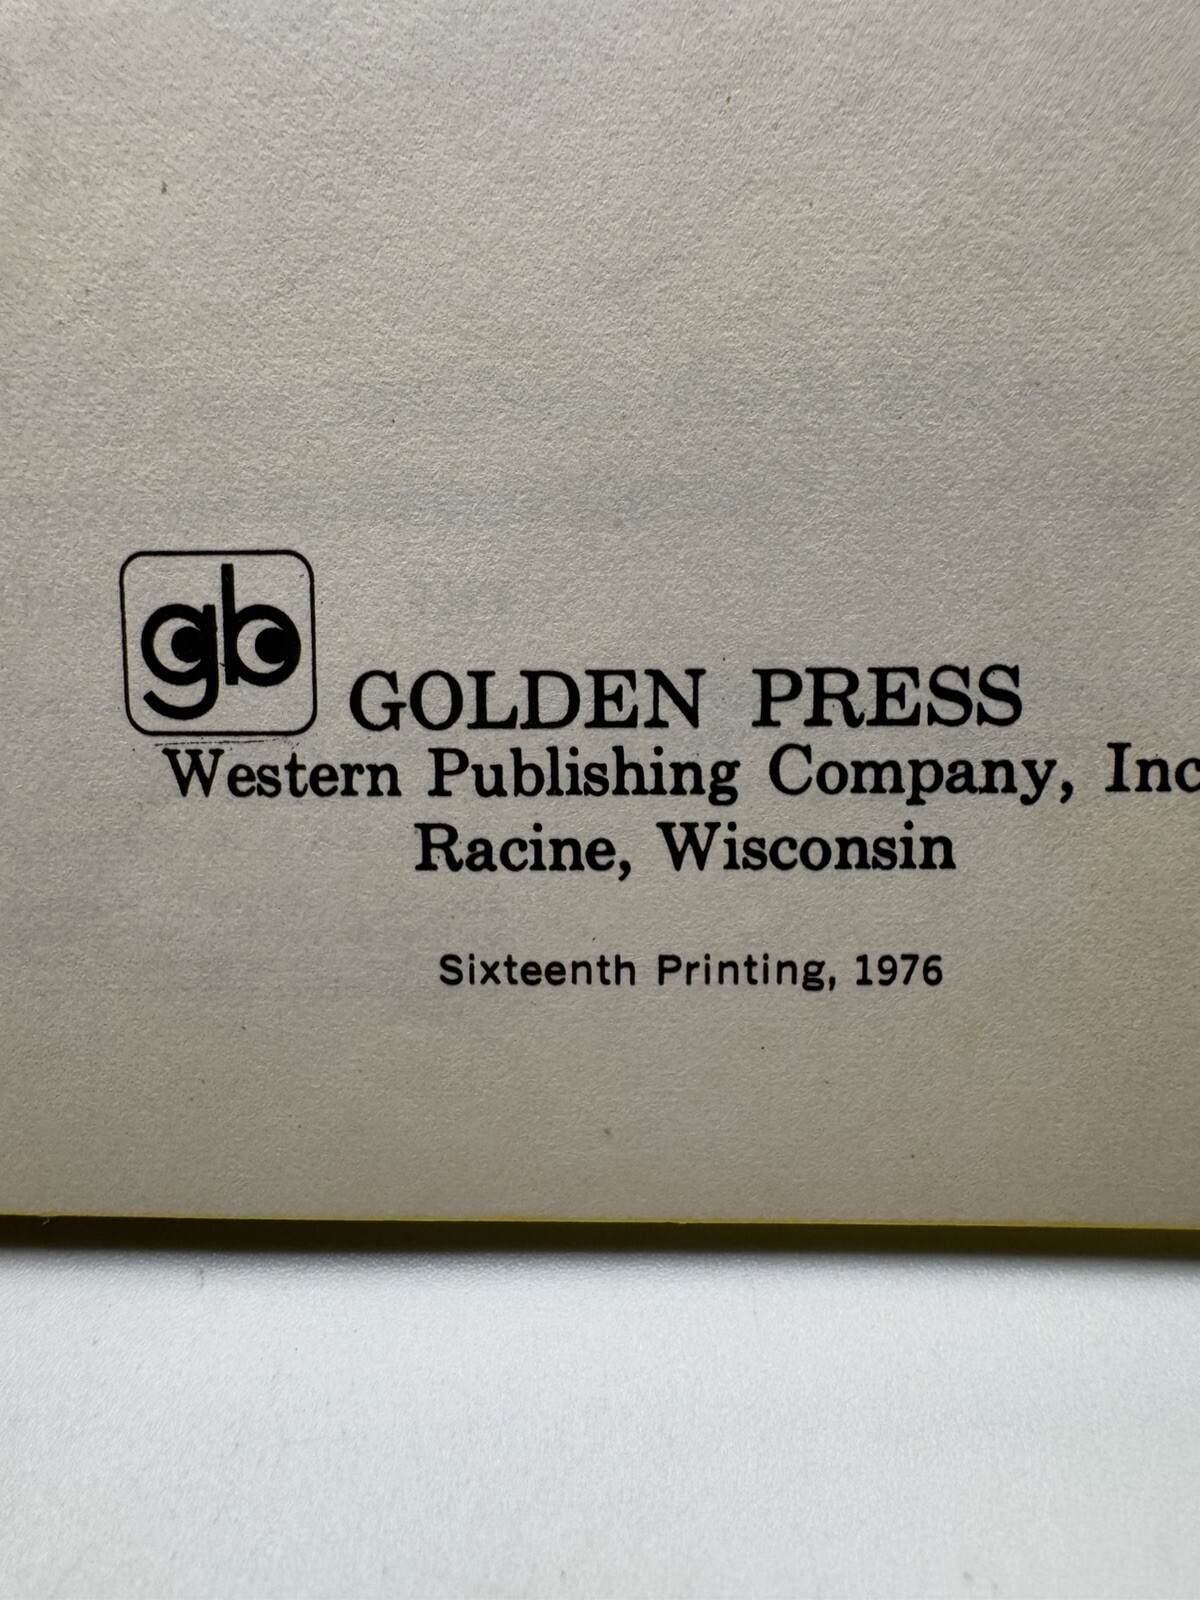 gb
GOLDEN PRESS
Western Publishing Company, Inc
Racine, Wisconsin
Sixteenth Printing, 1976